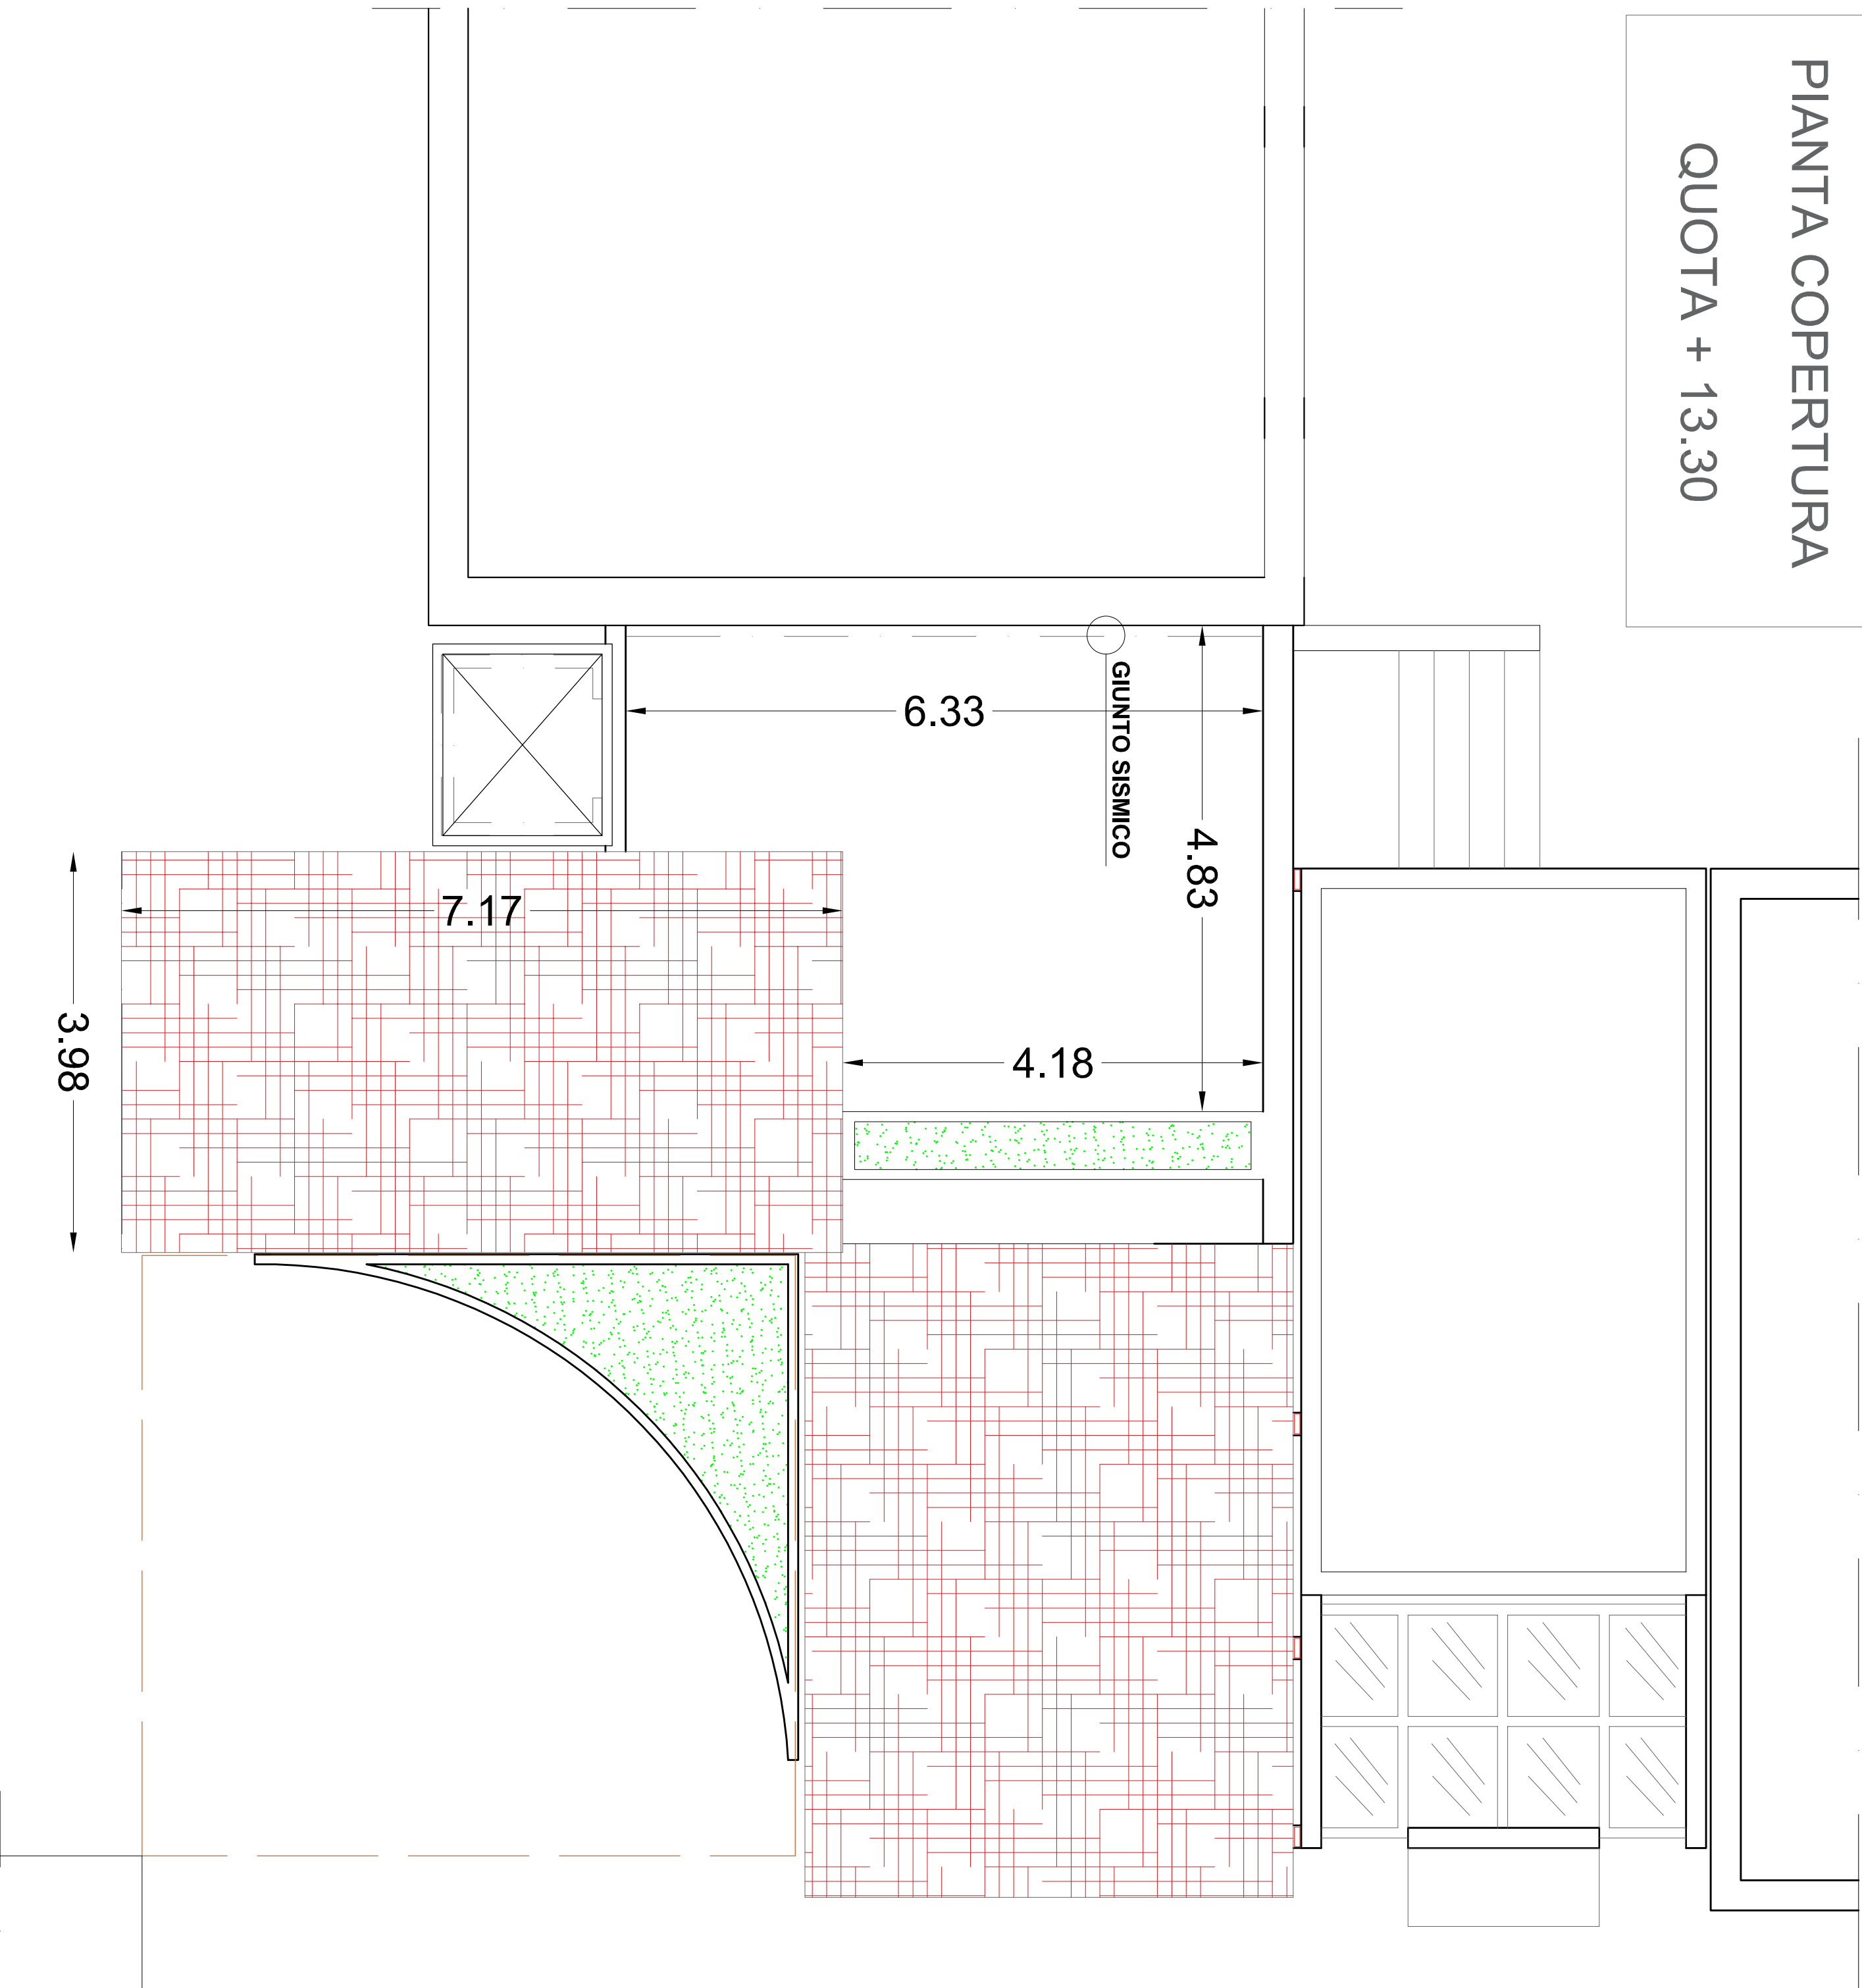 PIANTA COPERTURA
QUOTA + 13.30
GIUNTO SISMICO
6.33
4.83
7.17
3.98
4.18